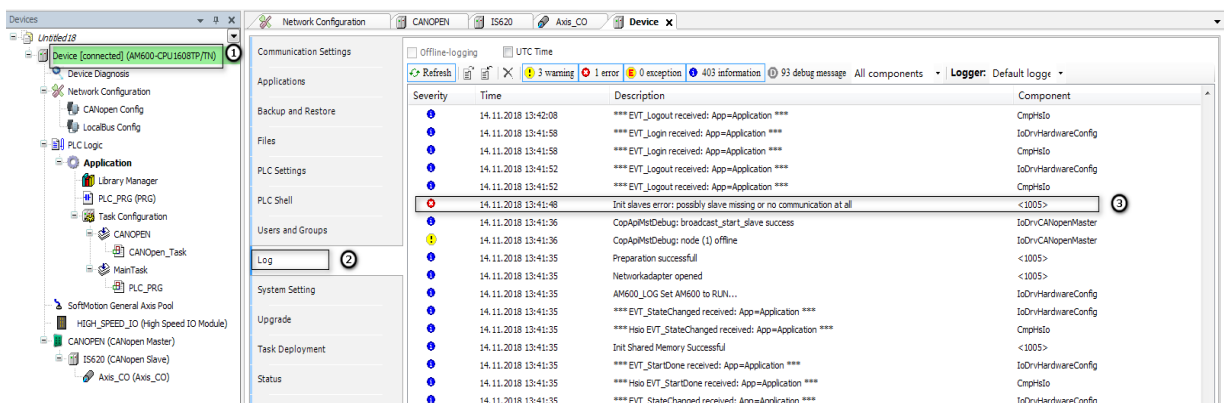 Devices
Untitled18
Device [connected] (AM600-CPU1608TP/TN)
1
Device Diagnosis
Network Configuration
CANopen Config
LocalBus Config
PLC Logic
Application
Library Manager
PLC_PRG (PRG)
Task Configuration
CANOPEN
CANOpen_Task
MainTask
PLC_PRG
SoftMotion General Axis Pool
HIGH_SPEED_IO (High Speed IO Module)
CANOPEN (CANopen Master)
IS620 (CANopen Slave)
Axis_CO (Axis_CO)
Network Configuration CANOPEN IS620 Axis_CO Device X
Communication Settings
Applications
Backup and Restore
Files
PLC Settings
PLC Shell
Users and Groups
Log
2
System Setting
Upgrade
Task Deployment
Status
Offline-logging UTC Time
Refresh 3 warning 1 error 0 exception 403 information 93 debug message All components Logger: Default logge
Severity Time Description Component
14.11.2018 13:42:08 *** EVT_Logout received: App=Application *** CmpHsIo
14.11.2018 13:41:58 *** EVT_Login received: App=Application *** IoDrvHardwareConfig
14.11.2018 13:41:58 *** EVT_Login received: App=Application *** CmpHsIo
14.11.2018 13:41:52 *** EVT_Logout received: App=Application *** IoDrvHardwareConfig
14.11.2018 13:41:52 *** EVT_Logout received: App=Application *** CmpHsIo
14.11.2018 13:41:48 Init slaves error: possibly slave missing or no communication at all <1005> 3
14.11.2018 13:41:36 CopApiMstDebug: broadcast_start_slave success IoDrvCANopenMaster
14.11.2018 13:41:36 CopApiMstDebug: node (1) offline IoDrvCANopenMaster
14.11.2018 13:41:35 Preparation successfull <1005>
14.11.2018 13:41:35 Networkadapter opened <1005>
14.11.2018 13:41:35 AM600_LOG Set AM600 to RUN... IoDrvHardwareConfig
14.11.2018 13:41:35 *** EVT_StateChanged received: App=Application *** IoDrvHardwareConfig
14.11.2018 13:41:35 *** Hsio EVT_StateChanged received: App=Application *** CmpHsIo
14.11.2018 13:41:35 Init Shared Memory Successful <1005>
14.11.2018 13:41:35 *** EVT_StartDone received: App=Application *** IoDrvHardwareConfig
14.11.2018 13:41:35 *** Hsio EVT_StartDone received: App=Application *** CmpHsIo
14.11.2018 13:41:35 *** EVT_StateChanged received: App=Application *** IoDrvHardwareConfig